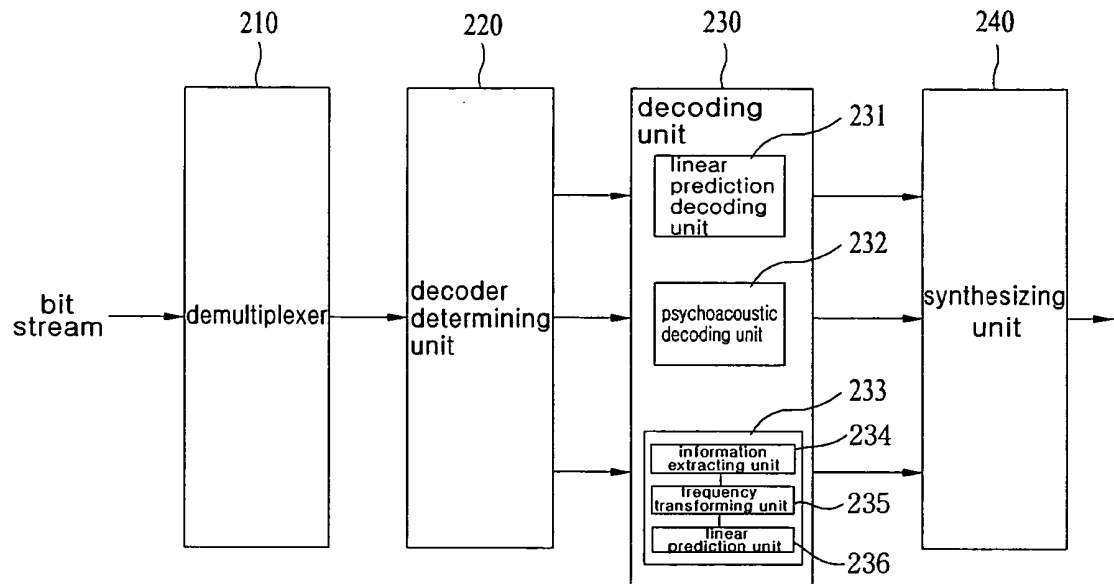 210
220
230
240
decoding
unit
231
linear
prediction
decoding
unit
232
bit
stream
demultiplexer
decoder
determining
unit
psychoacoustic
decoding unit
synthesizing
unit
233
information
extracting unit
234
frequency
transforming unit
235
linear
prediction unit
236